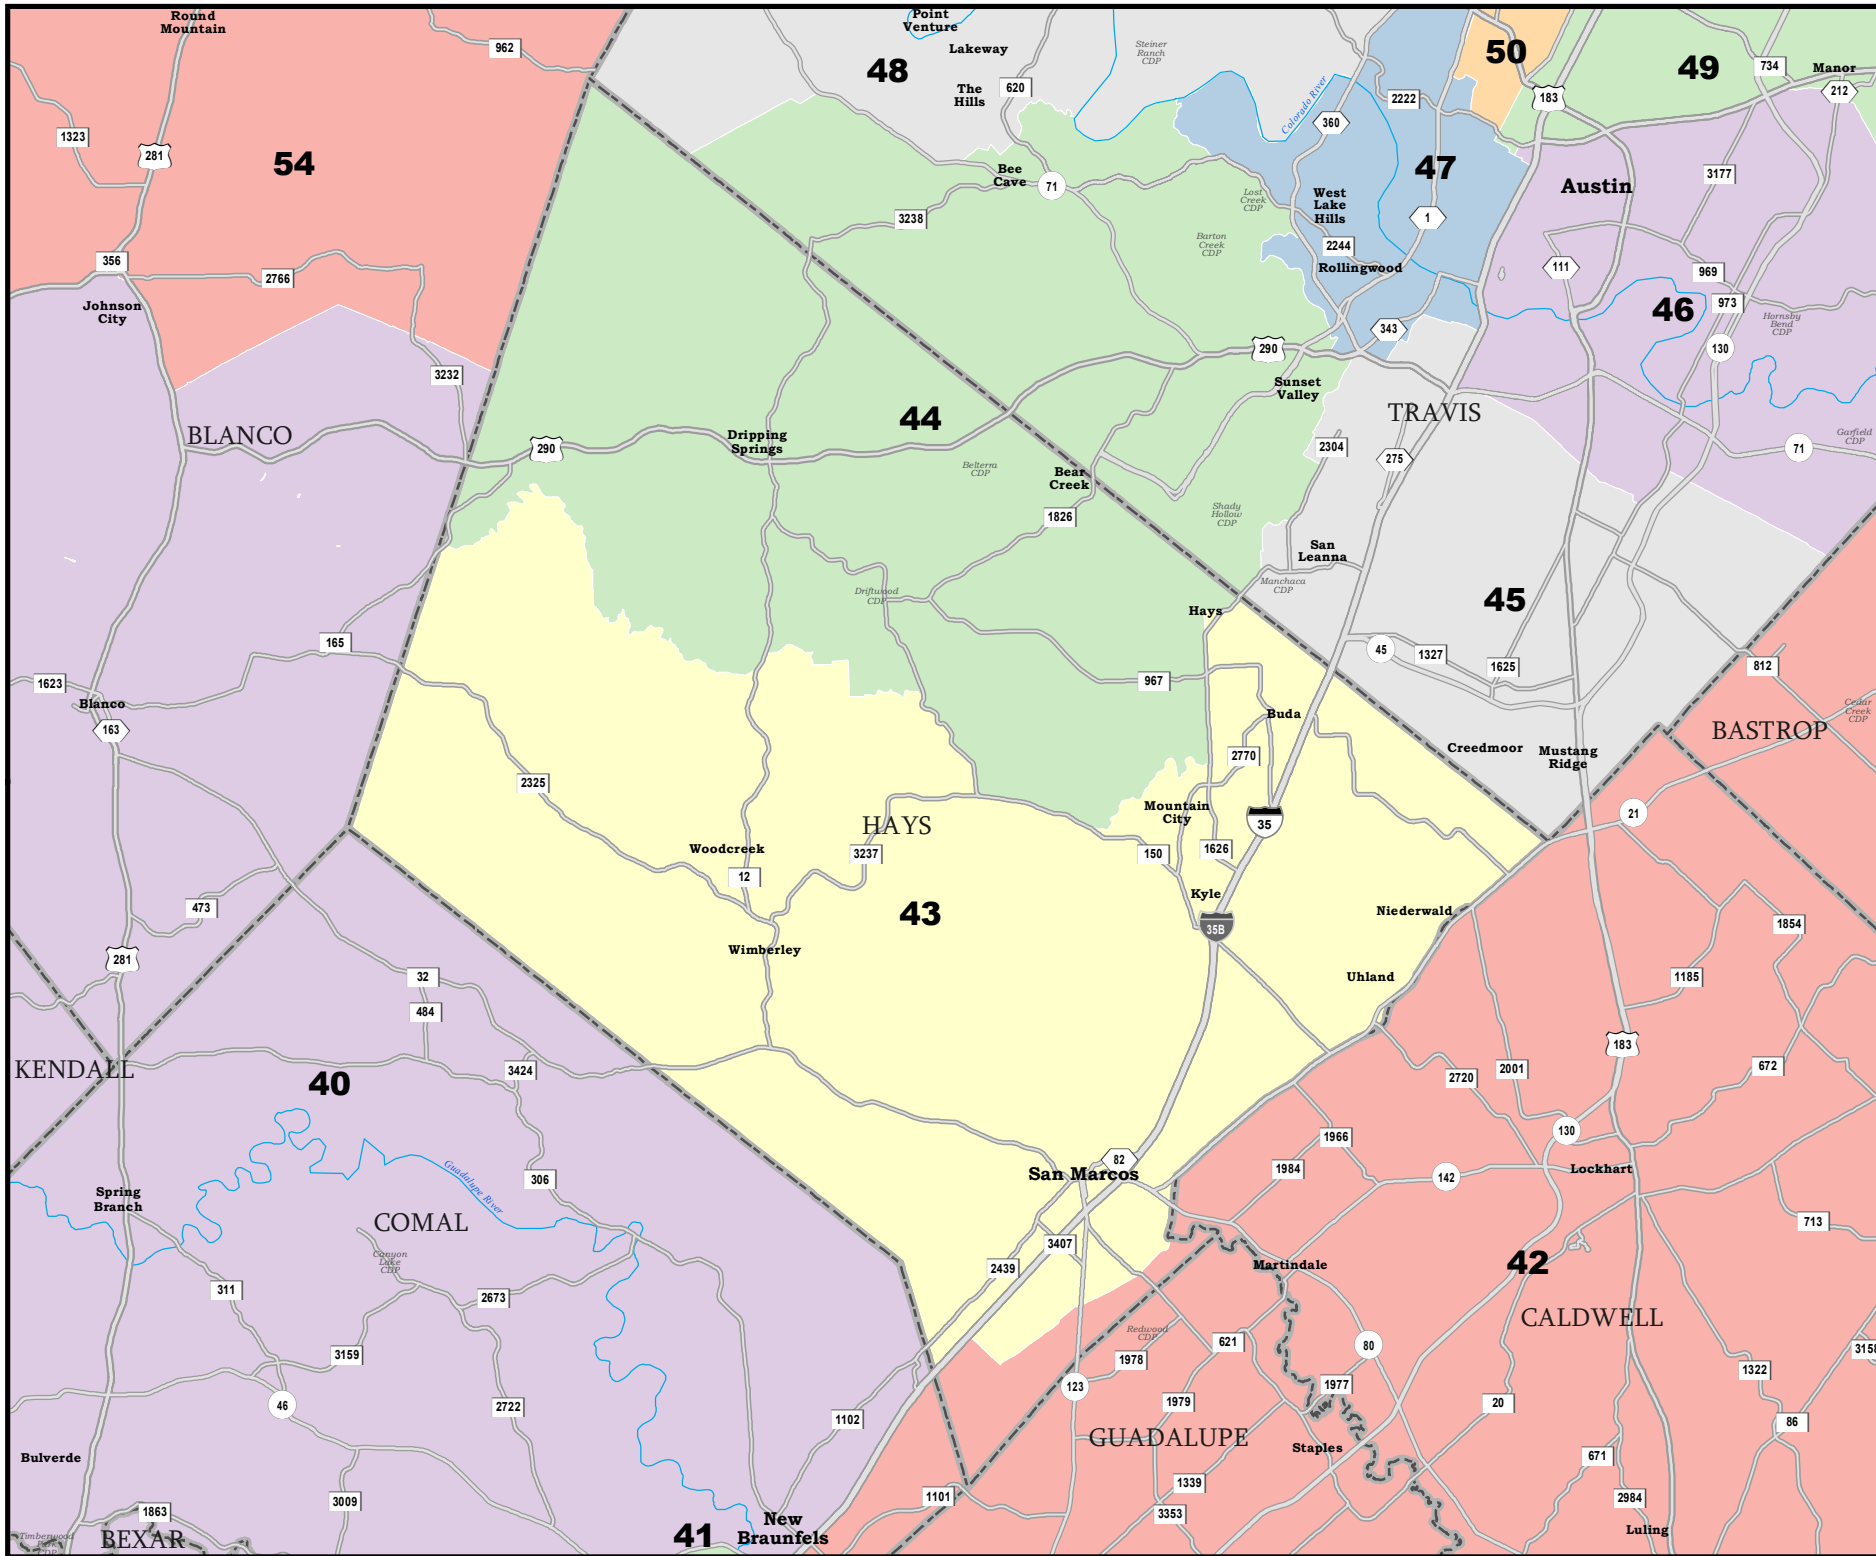 Round
Mountain
962
Point
Venture
Lakeway
48
The
Hills
620
Steiner
Ranch
CDP
Colorado River
360
2222
50
183
49
734
Manor
212
1323
281
54
Bee
Cave
71
3238
Lost
Creek
CDP
Barton
Creek
CDP
West
Lake
Hills
47
1
2244
Rollingwood
Austin
3177
111
969
46
973
Hornsby
Bend
CDP
130
356
2766
Johnson
City
3232
BLANCO
290
Dripping
Springs
44
Belterra
CDP
Bear
Creek
1826
290
343
Sunset
Valley
TRAVIS
2304
275
Garfield
CDP
71
Shady
Hollow
CDP
San
Leanna
Manchaca
CDP
Driftwood
CDP
Hays
45
45
1327
1625
812
165
1623
Blanco
163
967
Buda
2770
Creedmoor
Mustang
Ridge
BASTROP
Cedar
Creek
CDP
21
2325
Mountain
City
35
HAYS
Woodcreek
12
3237
150
1626
Kyle
35B
43
Wimberley
Niederwald
Uhland
1854
1185
473
281
32
484
KENDALL
40
3424
183
2720
2001
672
130
1966
1984
142
Lockhart
82
San Marcos
306
Guadalupe River
Spring
Branch
COMAL
Canyon
Lake
CDP
713
3407
2439
Martindale
42
CALDWELL
311
2673
3159
Redwood
CDP
1978
621
80
3158
1322
46
2722
123
1979
1977
20
86
1102
GUADALUPE
Staples
671
Bulverde
3009
1101
1339
3353
2984
Luling
1863
BEXAR
41
New
Braunfels